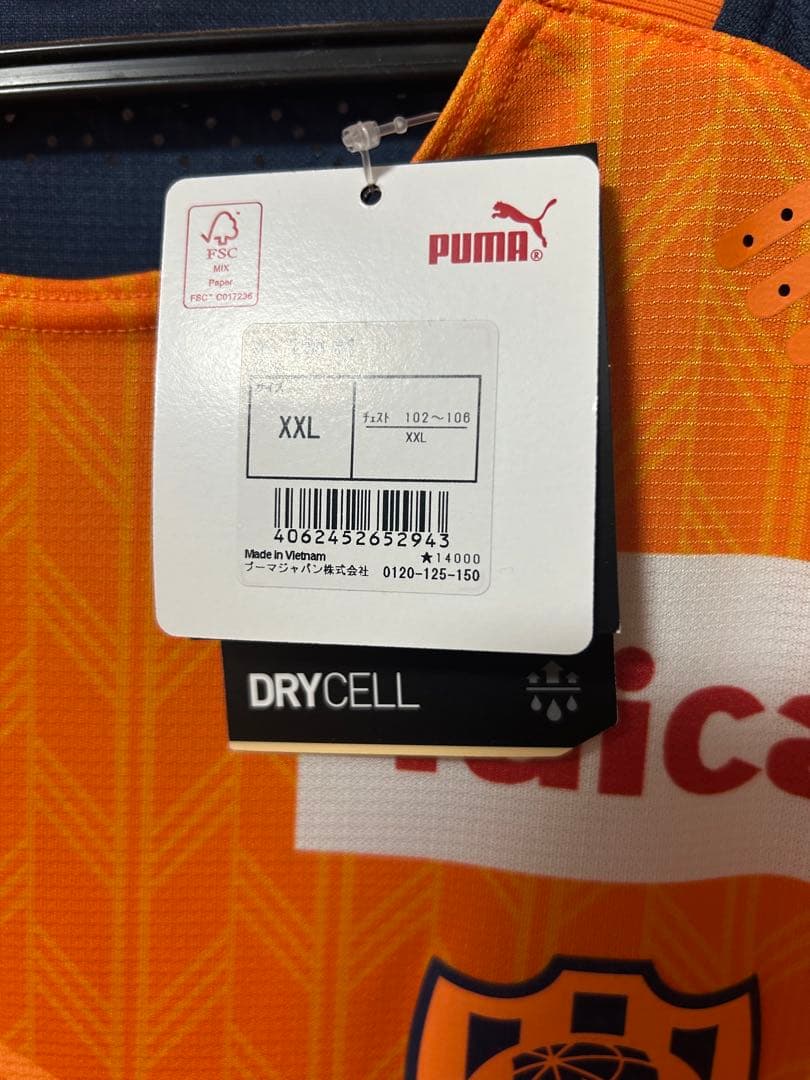 PUMA®
FSC
MIX
Paper
FSC® C017236
サイズ
XXL
チェスト 102～106
XXL
4062452652943
Made in Vietnam
★14000
プーマジャパン株式会社 0120-125-150
DRYCELL